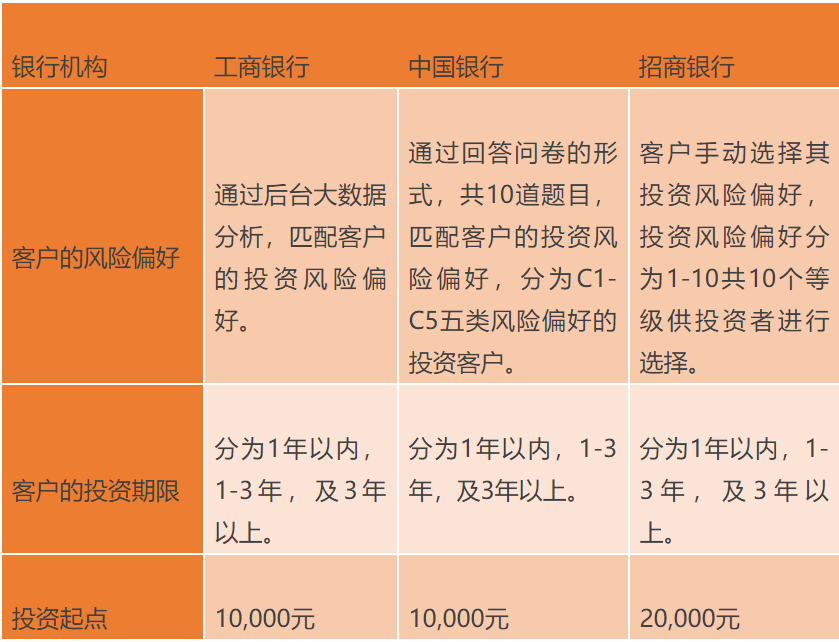 银行机构
工商银行
中国银行
招商银行
客户的风险偏好
通过后台大数据
分析，匹配客户
的投资风险偏
好。
通过回答问卷的形
式，共10道题目，
匹配客户的投资风
险偏好，分为C1-
C5五类风险偏好的
投资客户。
客户手动选择其
投资风险偏好，
投资风险偏好分
为1-10共10个等
级供投资者进行
选择。
客户的投资期限
分为1年以内，
1-3年，及3年
以上。
分为1年以内，1-3
年，及3年以上。
分为1年以内，1-
3年，及3年以
上。
投资起点
10,000元
10,000元
20,000元